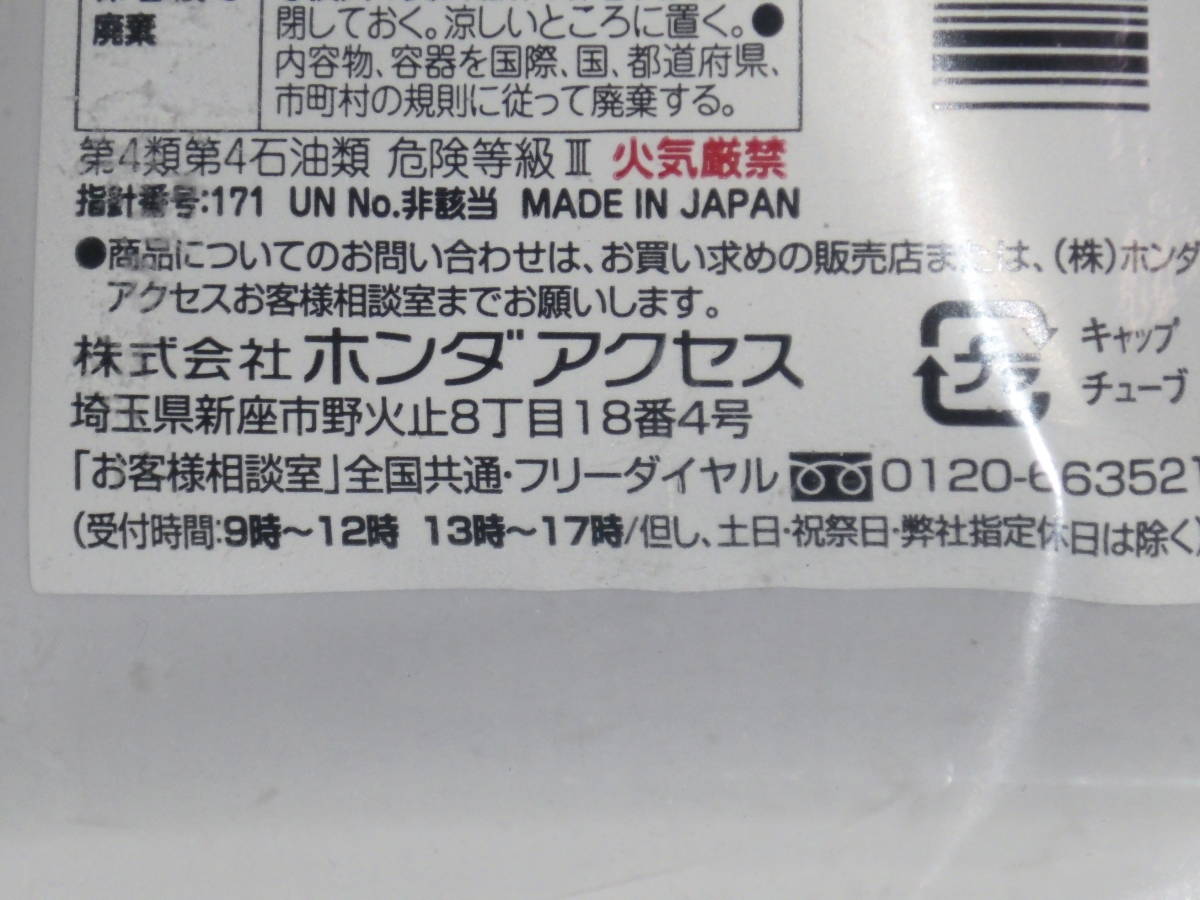 廃棄
閉しておく。涼しいところに置く。●
内容物、容器を国際、国、都道府県、
市町村の規則に従って廃棄する。
第4類第4石油類 危険等級Ⅲ 火気厳禁
指針番号:171 UN No.非該当 MADE IN JAPAN
●商品についてのお問い合わせは、お買い求めの販売店または、(株)ホンダ
アクセスお客様相談室までお願いします。
株式会社 ホンダアクセス
キャップ
チューブ
埼玉県新座市野火止8丁目18番4号
「お客様相談室」全国共通・フリーダイヤル 0120-663521
(受付時間:9時～12時 13時～17時/但し、土日・祝祭日・弊社指定休日は除く)